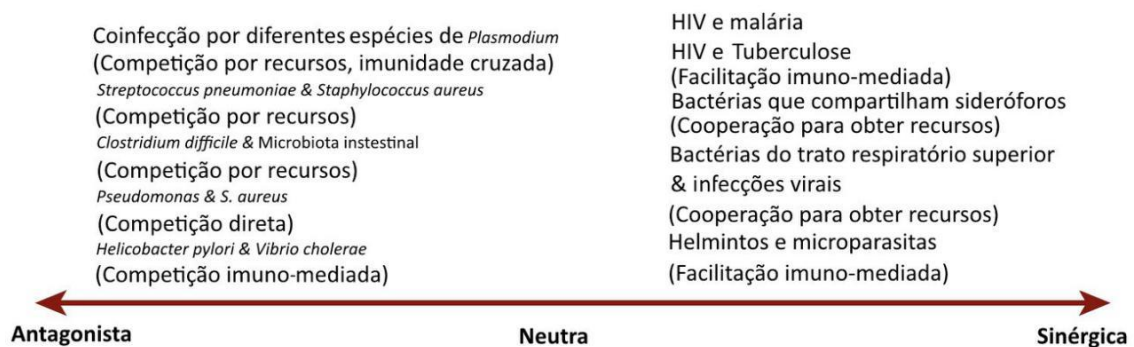 Coinfecção por diferentes espécies de Plasmodium
(Competição por recursos, imunidade cruzada)
Streptococcus pneumoniae & Staphylococcus aureus
(Competição por recursos)
Clostridium difficile & Microbiota instestinal
(Competição por recursos)
Pseudomonas & S. aureus
(Competição direta)
Helicobacter pylori & Vibrio cholerae
(Competição imuno-mediada)
HIV e malária
HIV e Tuberculose
(Facilitação imuno-mediada)
Bactérias que compartilham sideróforos
(Cooperação para obter recursos)
Bactérias do trato respiratório superior
& infecções virais
(Cooperação para obter recursos)
Helmintos e microparasitas
(Facilitação imuno-mediada)
Antagonista
Neutra
Sinérgica